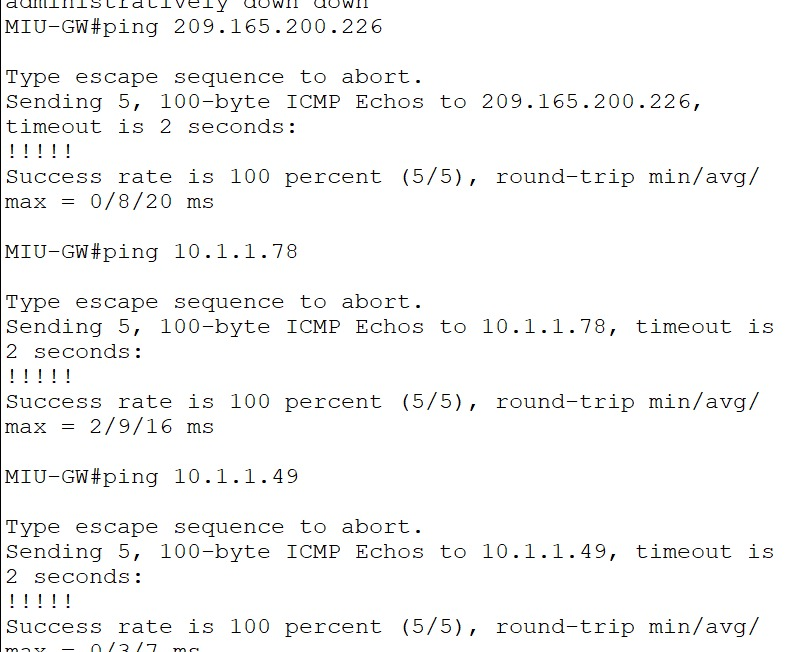 administratively down down
MIU-GW#ping 209.165.200.226
Type escape sequence to abort.
Sending 5, 100-byte ICMP Echos to 209.165.200.226,
timeout is 2 seconds:
!!!!!
Success rate is 100 percent (5/5), round-trip min/avg/
max = 0/8/20 ms
MIU-GW#ping 10.1.1.78
Type escape sequence to abort.
Sending 5, 100-byte ICMP Echos to 10.1.1.78, timeout is
2 seconds:
!!!!!
Success rate is 100 percent (5/5), round-trip min/avg/
max = 2/9/16 ms
MIU-GW#ping 10.1.1.49
Type escape sequence to abort.
Sending 5, 100-byte ICMP Echos to 10.1.1.49, timeout is
2 seconds:
!!!!!
Success rate is 100 percent (5/5), round-trip min/avg/
max = 0/3/7 ms